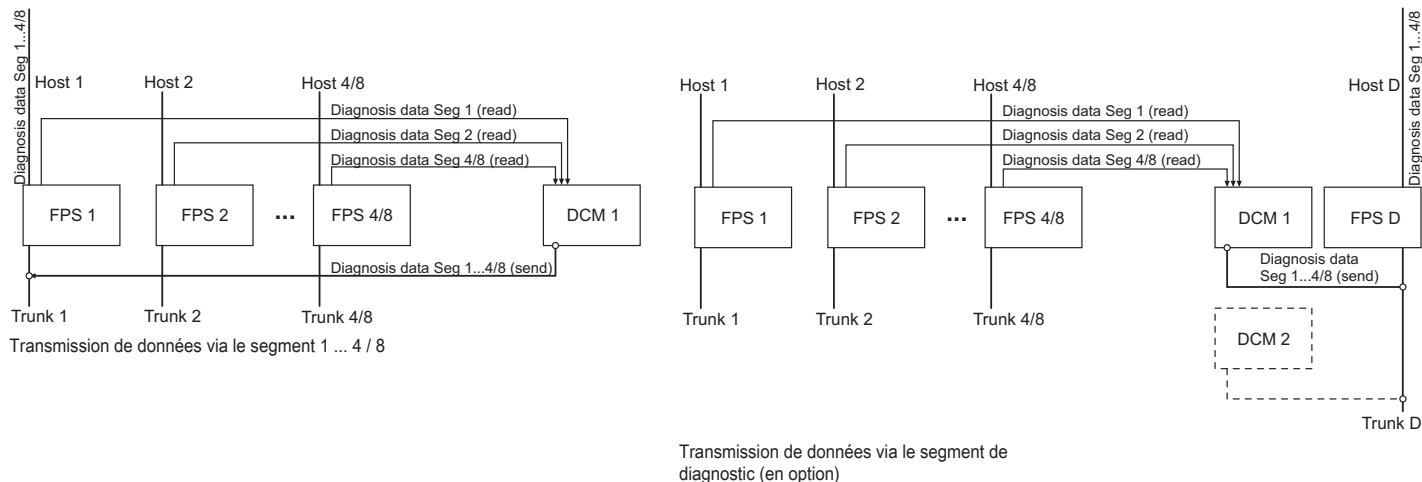 Diagnosis data Seg 1...4/8
Host 1
Host 2
Host 4/8
Diagnosis data Seg 1 (read)
Diagnosis data Seg 2 (read)
Diagnosis data Seg 4/8 (read)
FPS 1
FPS 2
...
FPS 4/8
DCM 1
Diagnosis data Seg 1...4/8 (send)
Trunk 1
Trunk 2
Trunk 4/8
Transmission de données via le segment 1 ... 4 / 8
Diagnosis data Seg 1...4/8
Host 1
Host 2
Host 4/8
Host D
Diagnosis data Seg 1 (read)
Diagnosis data Seg 2 (read)
Diagnosis data Seg 4/8 (read)
FPS 1
FPS 2
...
FPS 4/8
DCM 1
FPS D
Diagnosis data
Seg 1...4/8 (send)
Trunk 1
Trunk 2
Trunk 4/8
DCM 2
Trunk D
Transmission de données via le segment de
diagnostic (en option)